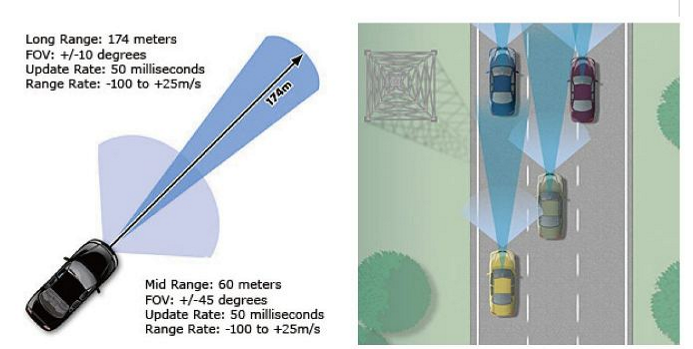 Long Range: 174 meters
FOV: +/-10 degrees
Update Rate: 50 milliseconds
Range Rate: -100 to +25m/s
174m
Mid Range: 60 meters
FOV: +/-45 degrees
Update Rate: 50 milliseconds
Range Rate: -100 to +25m/s